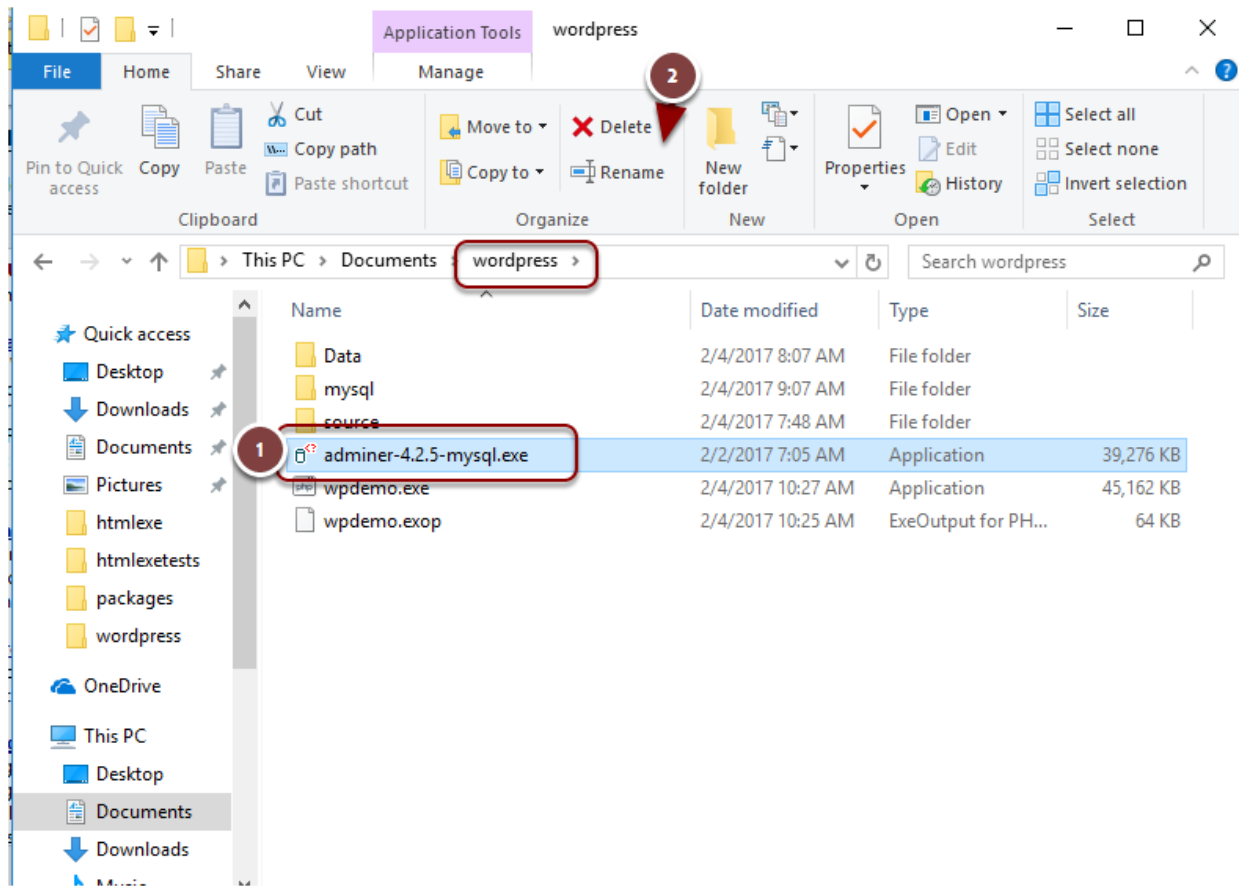 Application Tools wordpress
File Home Share View Manage
2
Pin to Quick access
Copy
Paste
Cut
Copy path
Paste shortcut
Clipboard
Move to
Copy to
Delete
Rename
Organize
New folder
New
Properties
Open
Edit
History
Open
Select all
Select none
Invert selection
Select
This PC > Documents > wordpress >
Search wordpress
Name Date modified Type Size
Quick access
Desktop
Downloads
Documents
Pictures
htmlexe
htmlexetests
packages
wordpress
OneDrive
This PC
Desktop
Documents
Downloads
Music
Data 2/4/2017 8:07 AM File folder
mysql 2/4/2017 9:07 AM File folder
source 2/4/2017 7:48 AM File folder
1
adminer-4.2.5-mysql.exe 2/2/2017 7:05 AM Application 39,276 KB
wpdemo.exe 2/4/2017 10:27 AM Application 45,162 KB
wpdemo.exop 2/4/2017 10:25 AM ExeOutput for PH... 64 KB